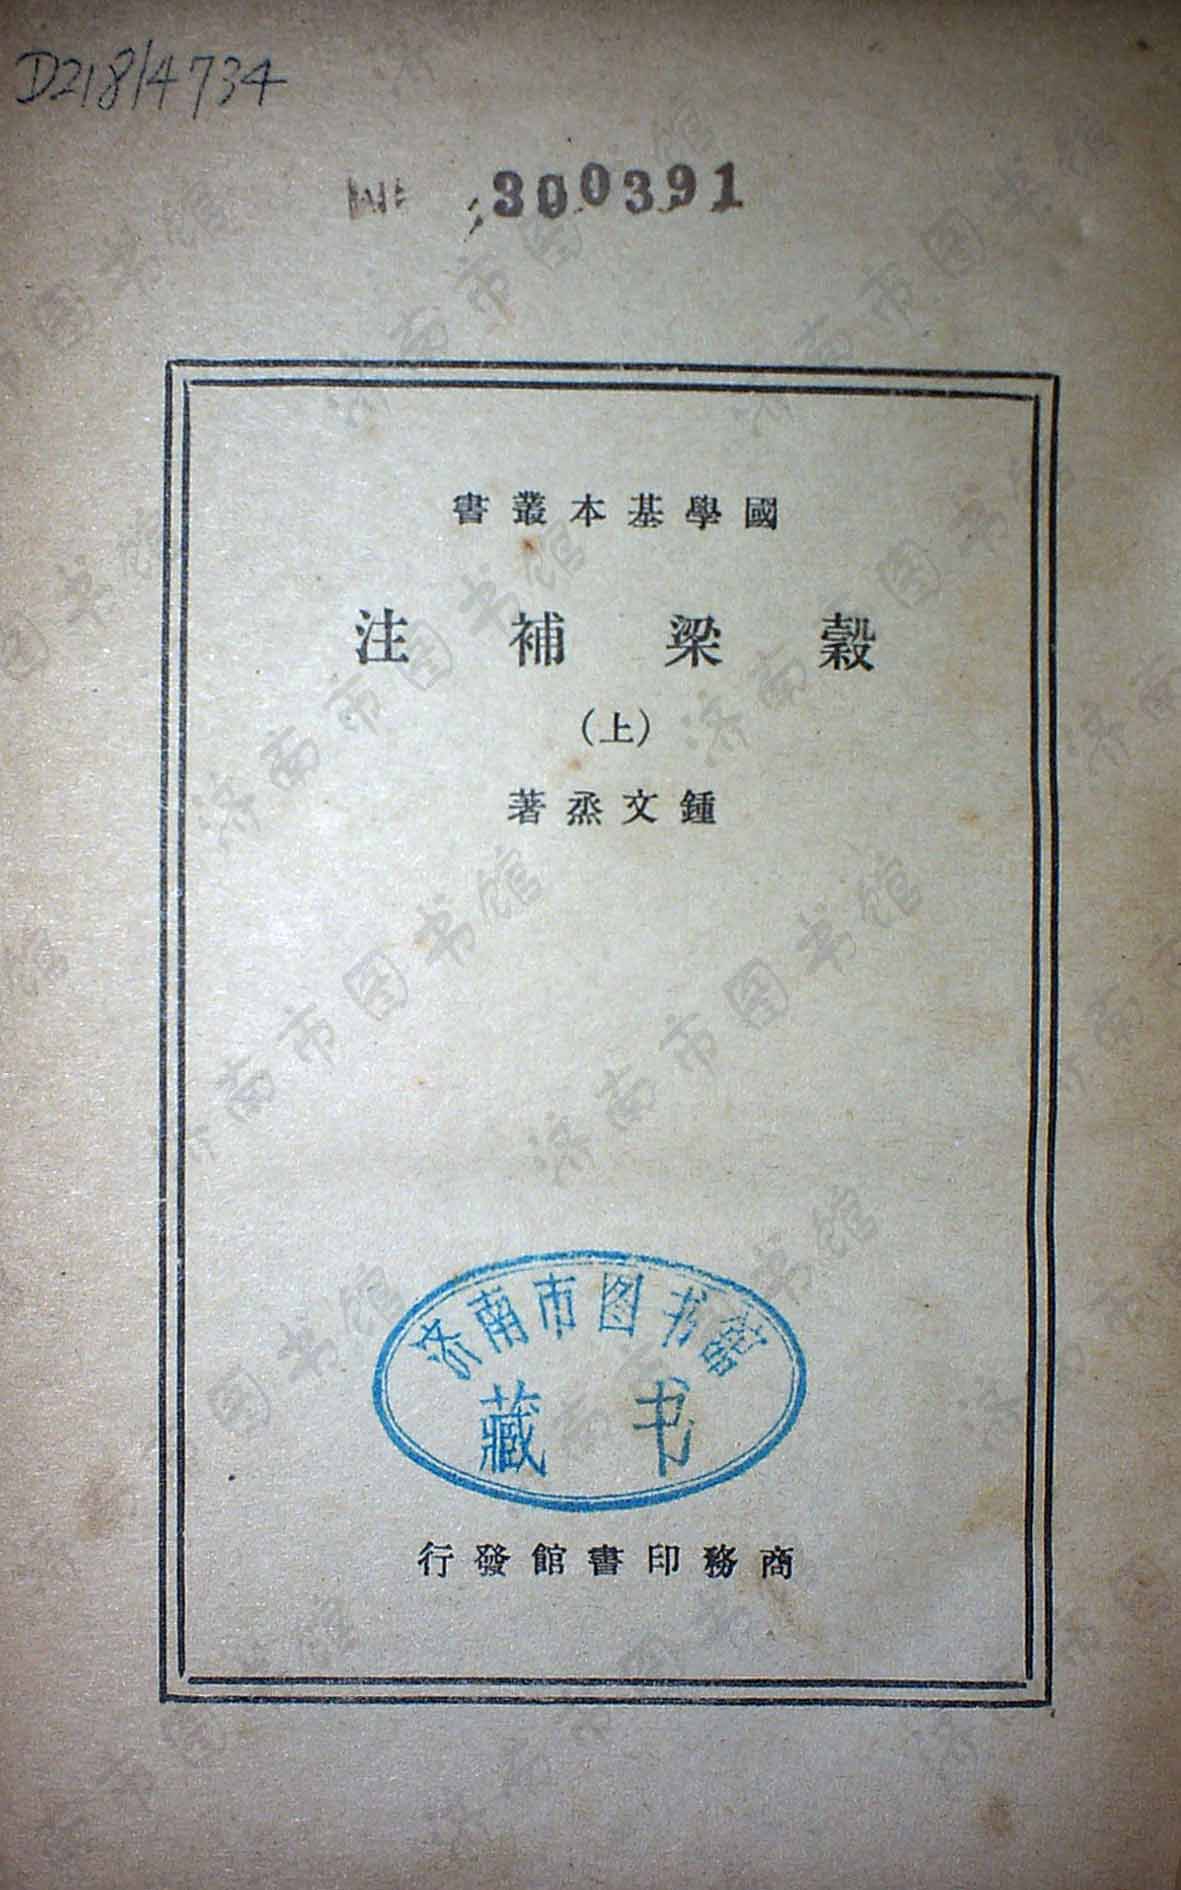 D218/4734
300391
國學基本叢書
穀梁補注
(上)
鍾文烝著
济南市图书馆
藏书
商務印書館發行